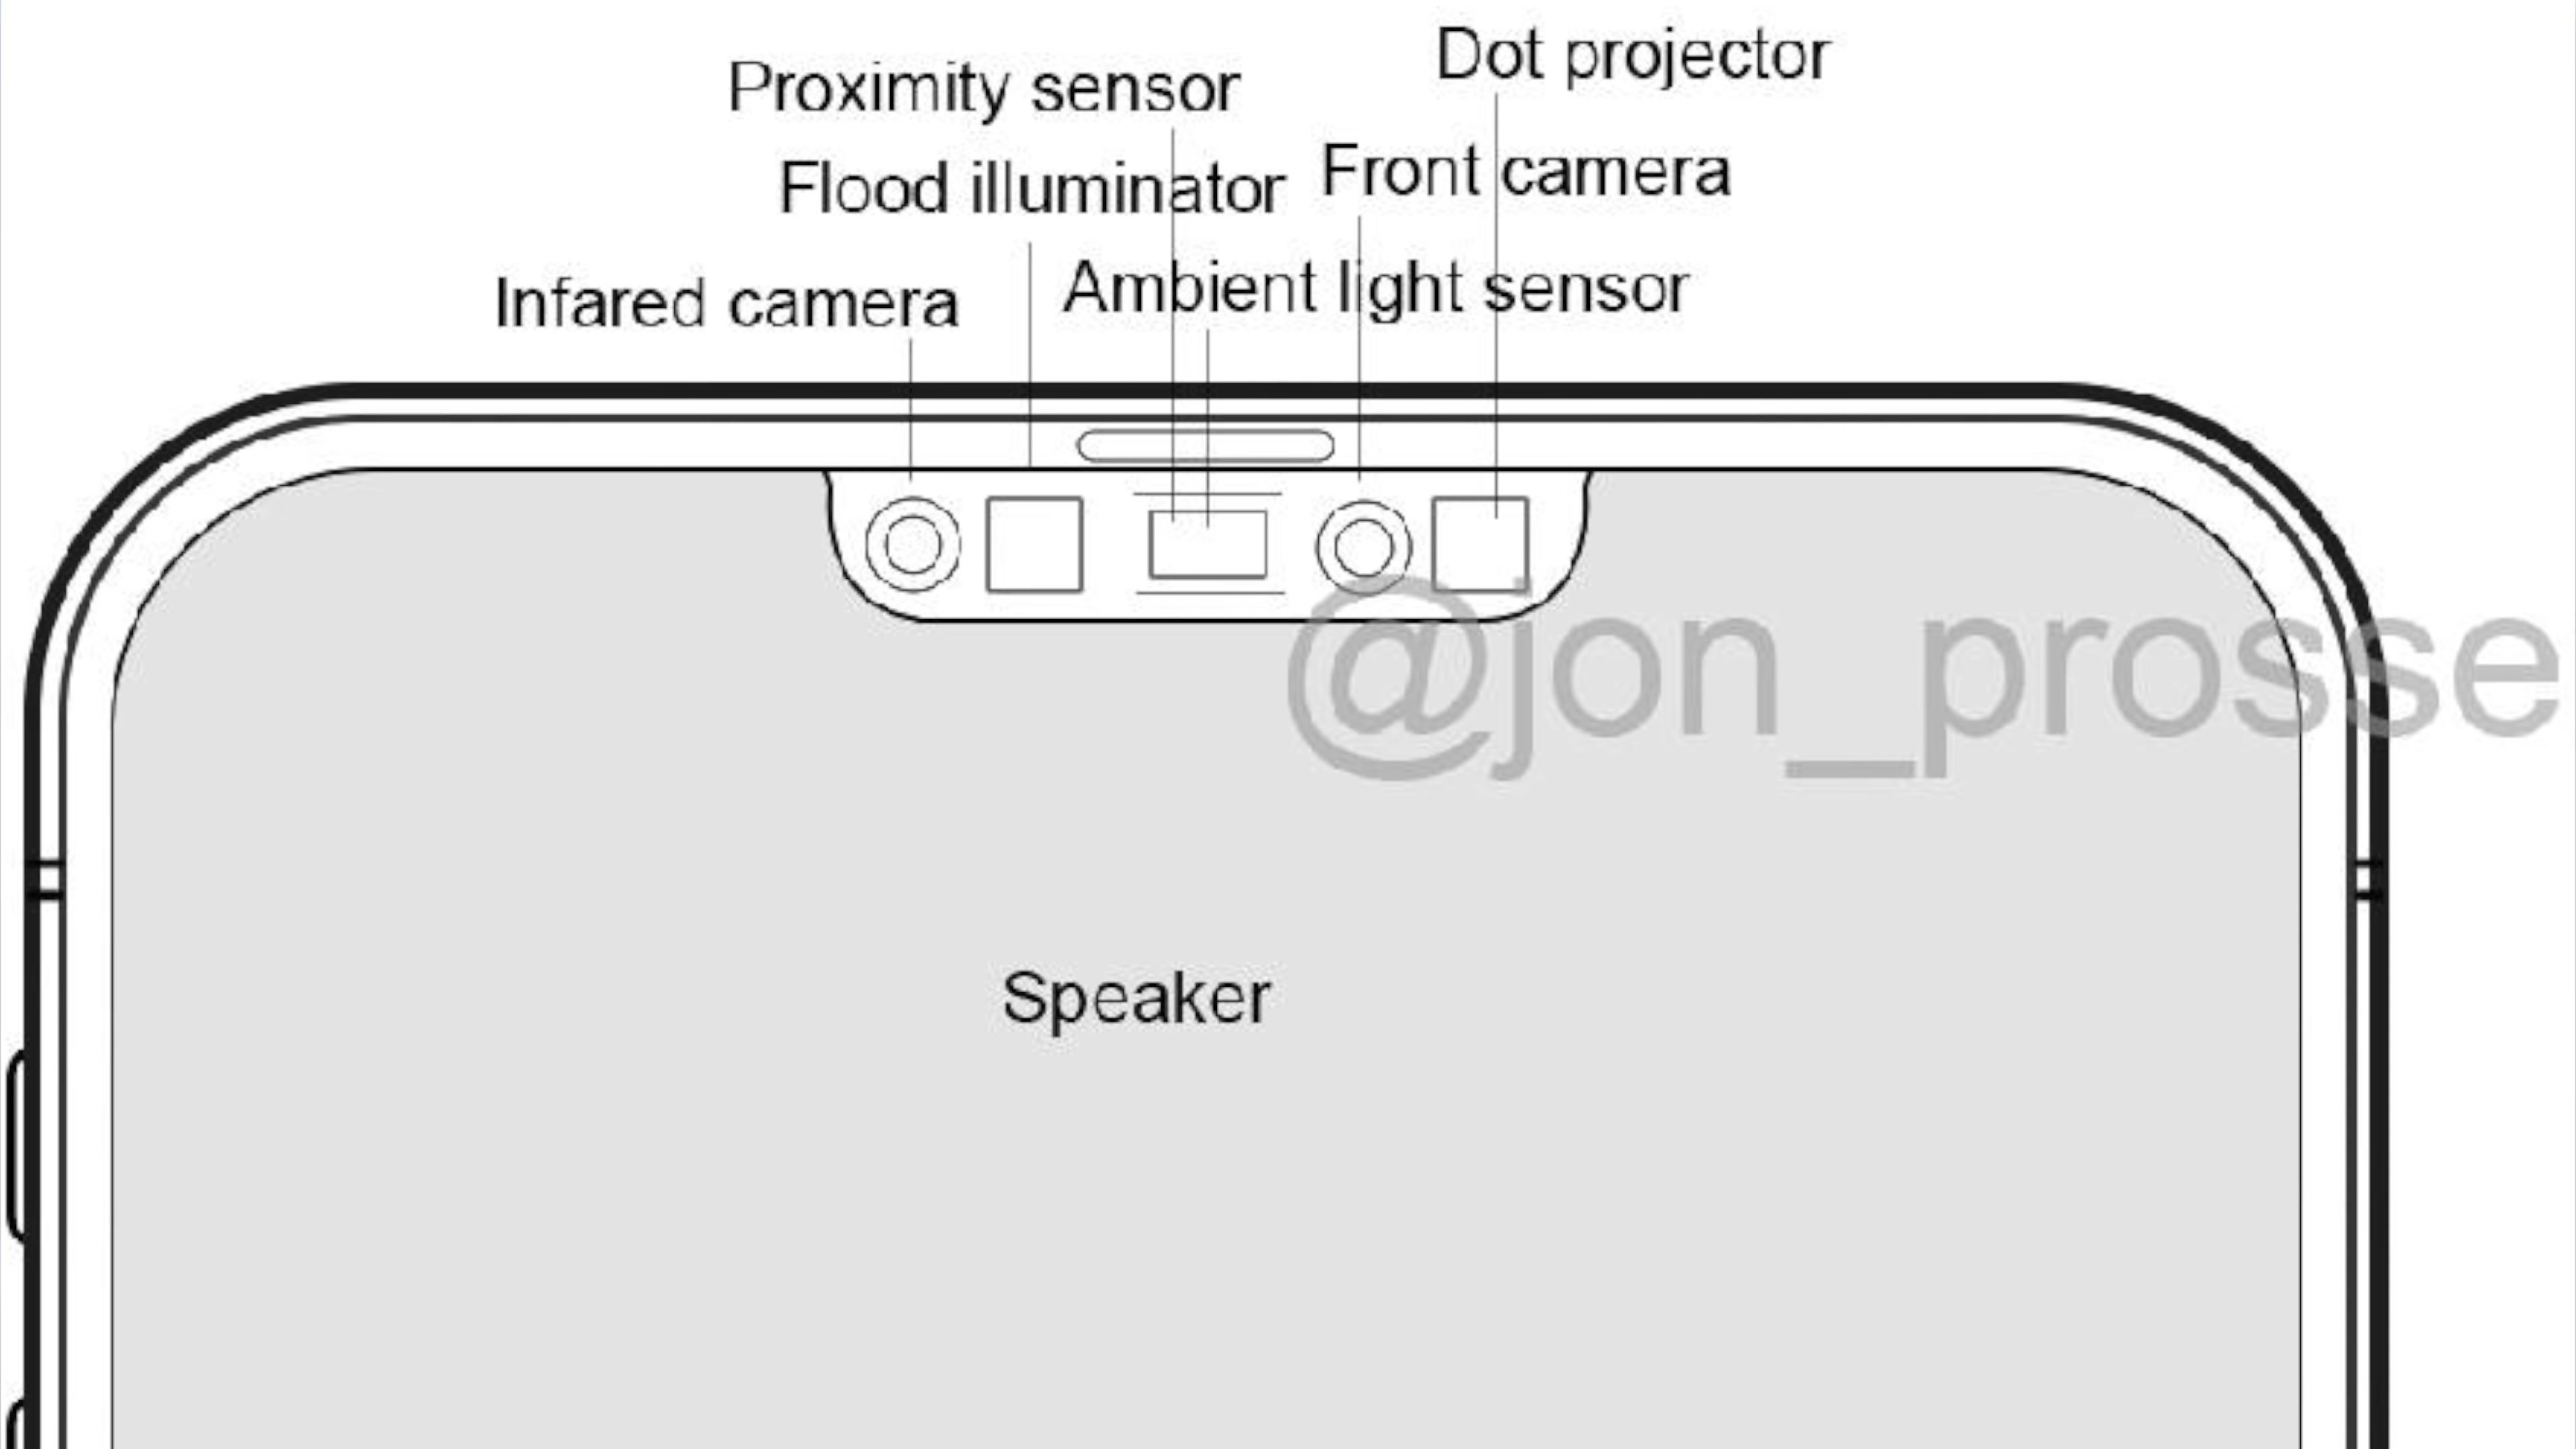 Dot projector
Proximity sensor
Front camera
Flood illuminator
Ambient light sensor
Infared camera
@jon_prosse
Speaker